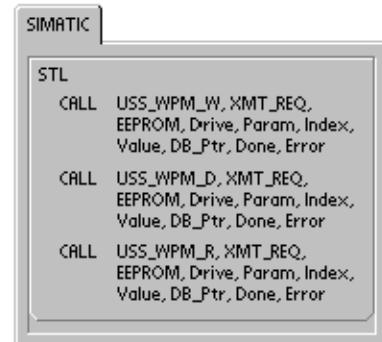 SIMATIC
STL
CALL USS_WPM_W, XMT_REQ,
EEPROM, Drive, Param, Index,
Value, DB_Ptr, Done, Error
CALL USS_WPM_D, XMT_REQ,
EEPROM, Drive, Param, Index,
Value, DB_Ptr, Done, Error
CALL USS_WPM_R, XMT_REQ,
EEPROM, Drive, Param, Index,
Value, DB_Ptr, Done, Error